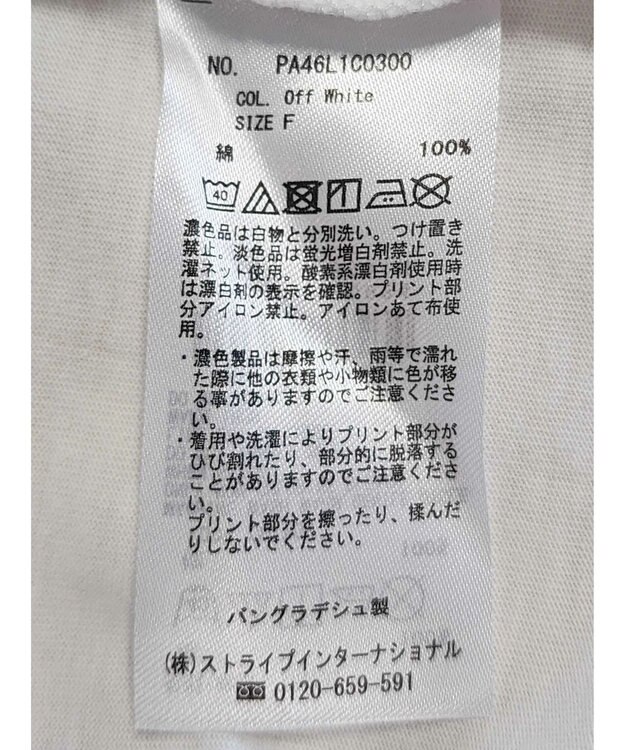 NO. PA46L1C0300
COL. Off White
SIZE F
綿 100%
40
濃色品は白物と分別洗い。つけ置き
禁止。淡色品は蛍光増白剤禁止。洗
濯ネット使用。酸素系漂白剤使用時
は漂白剤の表示を確認。プリント部
分アイロン禁止。アイロンあて布使
用。
・濃色製品は摩擦や汗、雨等で濡れ
た際に他の衣類や小物類に色が移
る事がありますのでご注意くださ
い。
・着用や洗濯によりプリント部分が
ひび割れたり、部分的に脱落する
ことがありますのでご注意くださ
い。
プリント部分を擦ったり、揉んだ
りしないでください。
バングラデシュ製
(株)ストライプインターナショナル
0120-659-591